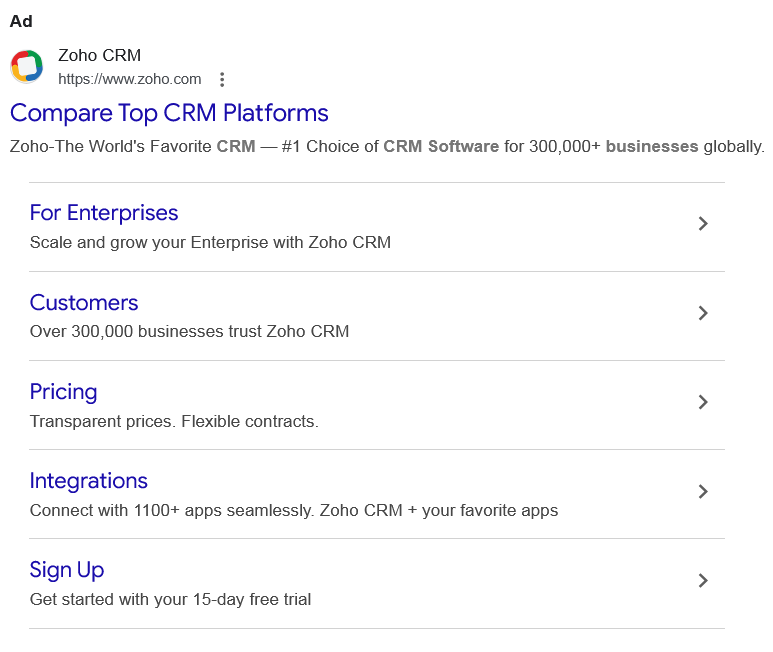 Ad
Zoho CRM
https://www.zoho.com
Compare Top CRM Platforms
Zoho-The World's Favorite CRM — #1 Choice of CRM Software for 300,000+ businesses globally.
For Enterprises
Scale and grow your Enterprise with Zoho CRM
Customers
Over 300,000 businesses trust Zoho CRM
Pricing
Transparent prices. Flexible contracts.
Integrations
Connect with 1100+ apps seamlessly. Zoho CRM + your favorite apps
Sign Up
Get started with your 15-day free trial